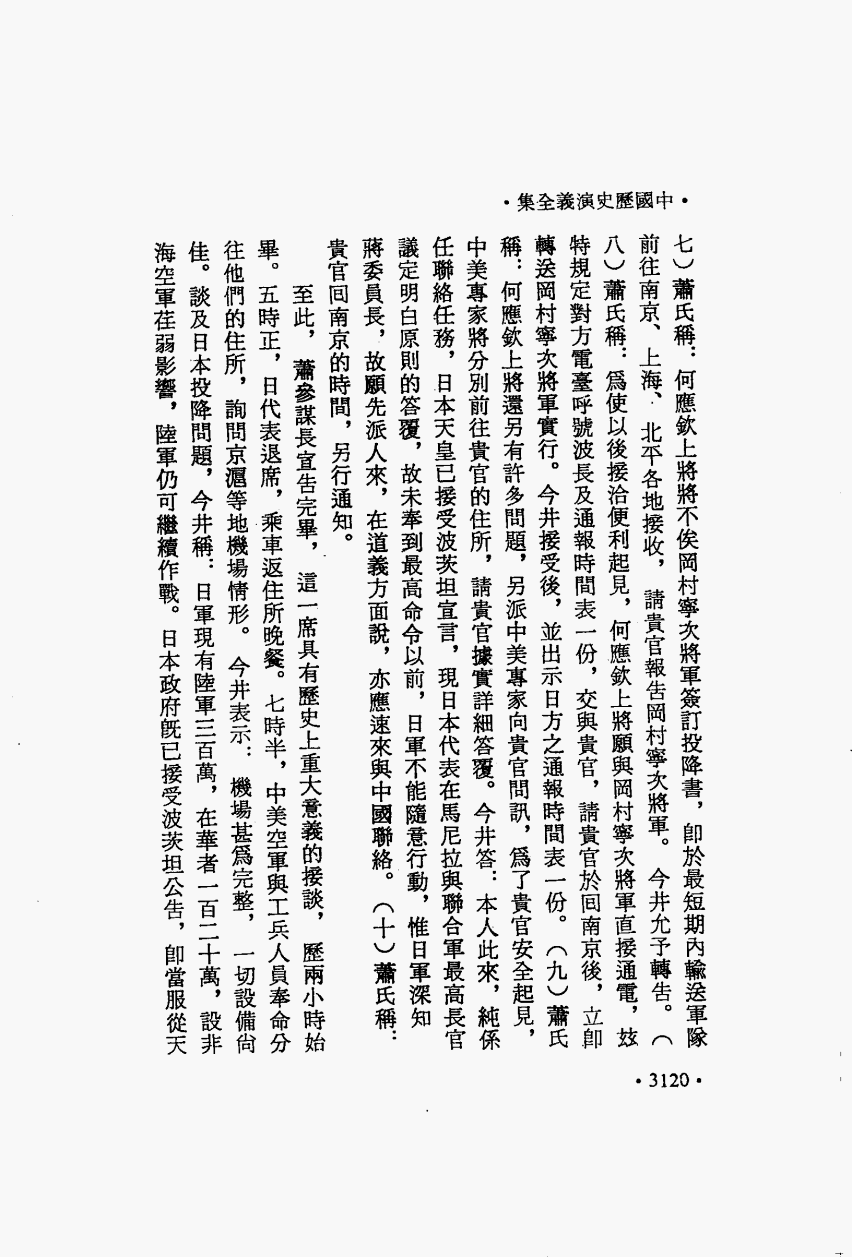 ·中國歷史演義全集·
七）蕭氏稱：何應欽上將將不俟岡村寧次將軍簽訂投降書，卽於最短期內輸送軍隊
前往南京、上海、北平各地接收，請貴官報告岡村寧次將軍。今井允予轉告。（
八）蕭氏稱：爲使以後接洽便利起見，何應欽上將願與岡村寧次將軍直接通電，玆
特規定對方電臺呼號波長及通報時間表一份，交與貴官，請貴官於回南京後，立卽
轉送岡村寧次將軍實行。今井接受後，並出示日方之通報時間表一份。（九）蕭氏
稱：何應欽上將還另有許多問題，另派中美專家向貴官問訊，爲了貴官安全起見，
中美專家將分別前往貴官的住所，請貴官據實詳細答覆。今井答：本人此來，純係
任聯絡任務，日本天皇已接受波茨坦宣言，現日本代表在馬尼拉與聯合軍最高長官
議定明白原則的答覆，故未奉到最高命令以前，日軍不能隨意行動，惟日軍深知
蔣委員長，故願先派人來，在道義方面說，亦應速來與中國聯絡。（十）蕭氏稱：
貴官回南京的時間，另行通知。
至此，蕭參謀長宣告完畢，這一席具有歷史上重大意義的接談，歷兩小時始
畢。五時正，日代表退席，乘車返住所晚餐。七時半，中美空軍與工兵人員奉命分
往他們的住所，詢問京滬等地機場情形。今井表示：機場甚爲完整，一切設備尙
佳。談及日本投降問題，今井稱：日軍現有陸軍三百萬，在華者一百二十萬，設非
海空軍荏弱影響，陸軍仍可繼續作戰。日本政府旣已接受波茨坦公告，卽當服從天
·3120·